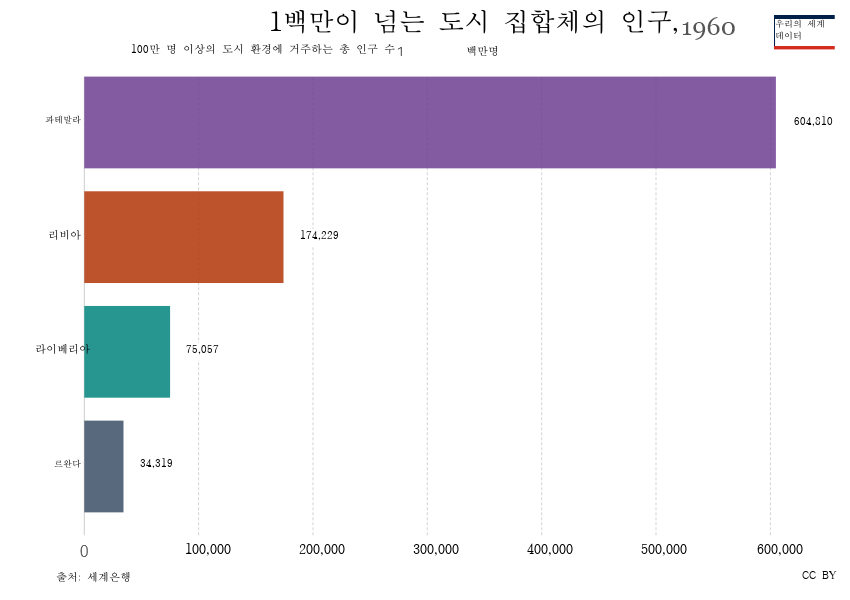 1백만이 넘는 도시 집합체의 인구,1960
우리의 세계
데이터
100만 명 이상의 도시 환경에 거주하는 총 인구 수1 백만명
과테말라 604,810
리비아 174,229
라이베리아 75,057
르완다 34,319
0 100,000 200,000 300,000 400,000 500,000 600,000
출처: 세계은행
CC BY